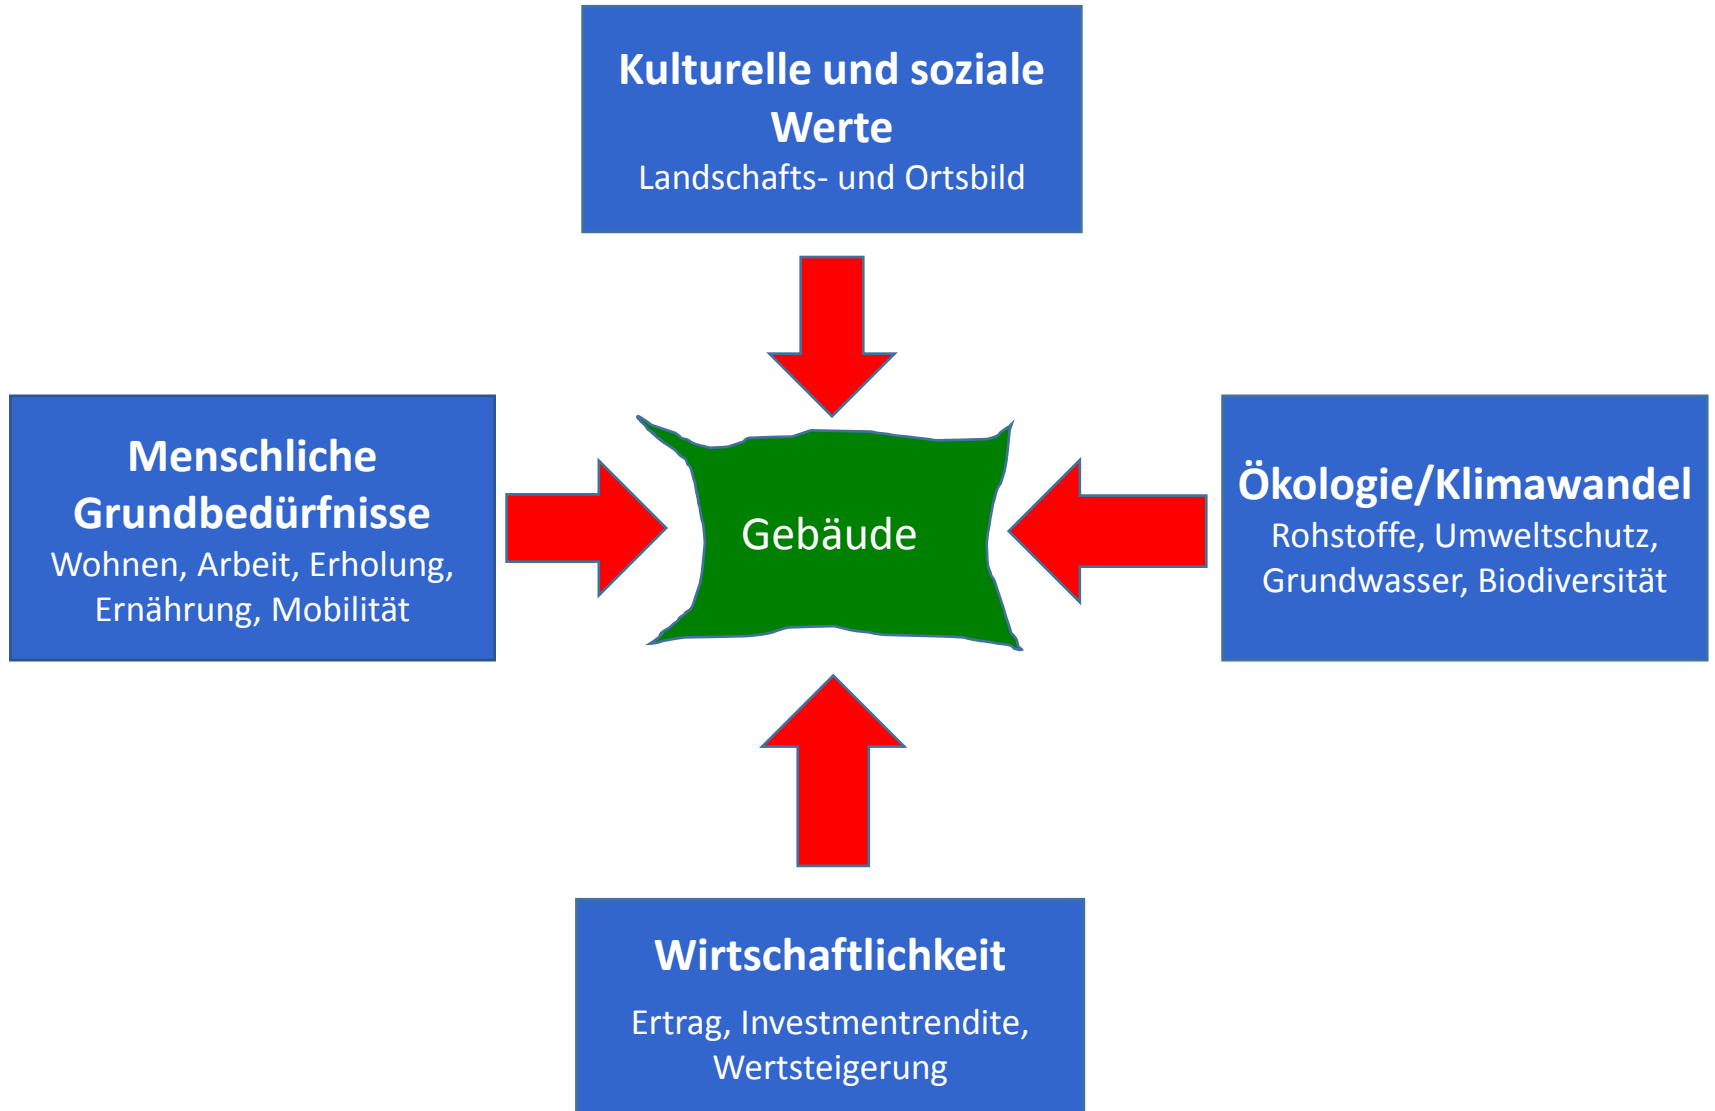 Kulturelle und soziale
Werte
Landschafts- und Ortsbild
Menschliche
Grundbedürfnisse
Wohnen, Arbeit, Erholung,
Ernährung, Mobilität
Gebäude
Ökologie/Klimawandel
Rohstoffe, Umweltschutz,
Grundwasser, Biodiversität
Wirtschaftlichkeit
Ertrag, Investmentrendite,
Wertsteigerung